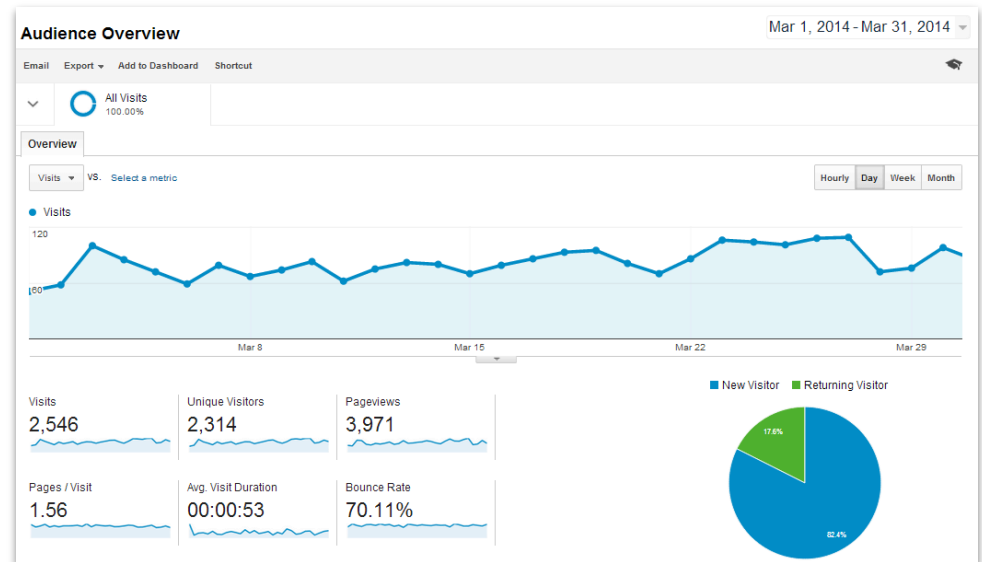 Audience Overview
Mar 1, 2014 - Mar 31, 2014
Email Export Add to Dashboard Shortcut
All Visits
100.00%
Overview
Visits VS. Select a metric
Hourly Day Week Month
Visits
120
60
Mar 8 Mar 15 Mar 22 Mar 29
New Visitor Returning Visitor
Visits Unique Visitors Pageviews
2,546 2,314 3,971
17.6%
Pages / Visit Avg. Visit Duration Bounce Rate
1.56 00:00:53 70.11%
82.4%